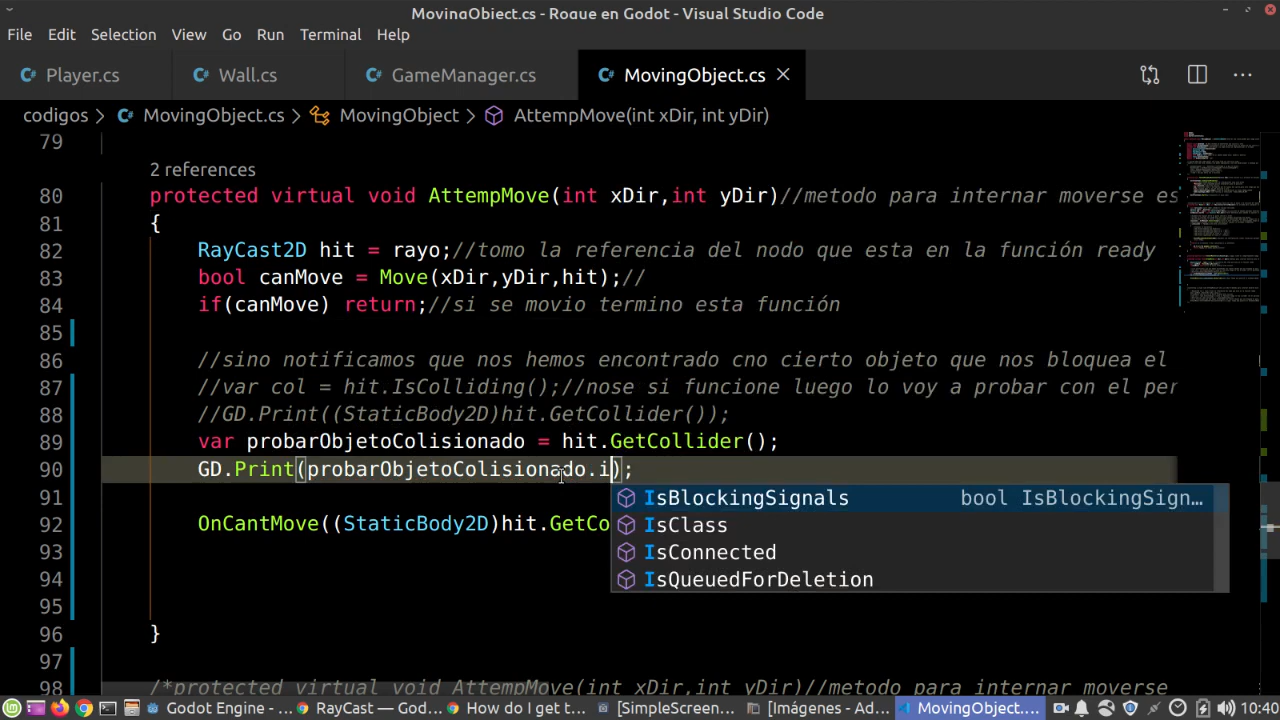 MovingObject.cs - Rogue en Godot - Visual Studio Code
File Edit Selection View Go Run Terminal Help
Player.cs Wall.cs GameManager.cs MovingObject.cs
codigos > MovingObject.cs > MovingObject > AttempMove(int xDir, int yDir)
79
2 references
80 protected virtual void AttempMove(int xDir,int yDir)//metodo para internar moverse es
81 {
82 RayCast2D hit = rayo;//tomo la referencia del rayo que esta en la función ready
83 bool canMove = Move(xDir,yDir,hit);//
84 if(canMove) return;//si se movio termino esta función
85
86 //sino notificamos que nos hemos encontrado cno cierto objeto que nos bloquea el
87 //var col = hit.IsColliding();//nose si funcione luego lo voy a probar con el per
88 //GD.Print((StaticBody2D)hit.GetCollider());
89 var probarObjetoColisionado = hit.GetCollider();
90 GD.Print(probarObjetoColisionado.i);
91 IsBlockingSignals bool IsBlockingSign…
IsClass
92 OnCantMove((StaticBody2D)hit.GetCo
93 IsConnected
94 IsQueuedForDeletion
95
96 }
97
98 /*protected virtual void AttempMove(int xDir,int yDir)//metodo para internar moverse
Godot Engine - ... RayCast — God... How do I get t... [SimpleScreen... [Imágenes - Ad... MovingObject.... 10:40